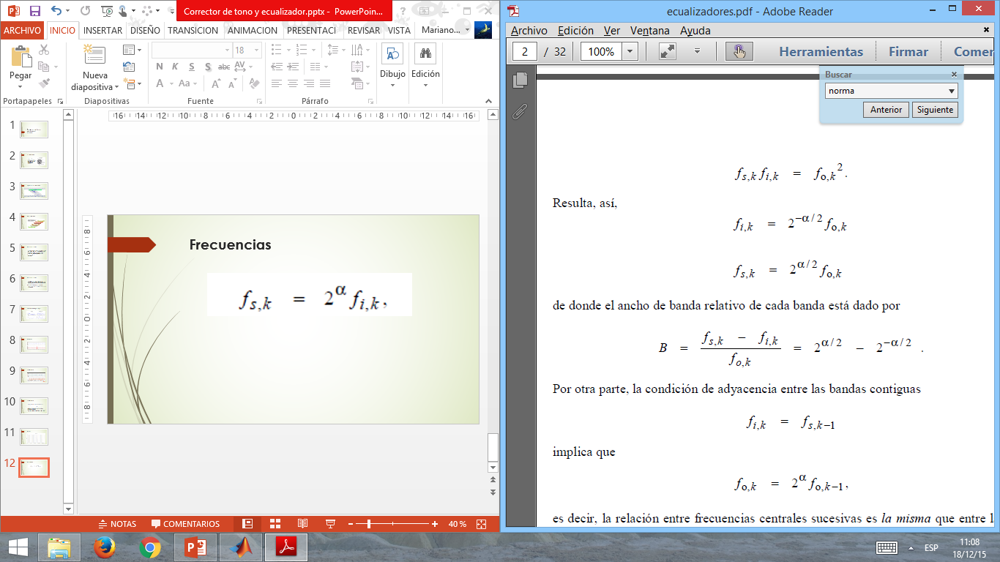 Corrector de tono y ecualizador.pptx - PowerPoin...
ARCHIVO INICIO INSERTAR DISEÑO TRANSICION ANIMACION PRESENTACI REVISAR VISTA Mariano...
Pegar
Nueva diapositiva
18
N K S S abc AV
A Aa A A
Dibujo
Edición
Portapapeles Diapositivas Fuente Párrafo
16 14 12 10 8 6 4 2 0 2 4 6 8 10 12 14 16
8 6 4 2 0 2 4 6 8
1
2
3
4
5
6
7
8
9
10
11
12
Frecuencias
f_{s,k} = 2^α f_{i,k},
NOTAS COMENTARIOS 40 %
ecualizadores.pdf - Adobe Reader
Archivo Edición Ver Ventana Ayuda
2 / 32 100% Herramientas Firmar Comer
Buscar
norma
Anterior Siguiente
f_{s,k} f_{i,k} = f_{o,k}^2.
Resulta, así,
f_{i,k} = 2^{−α/2} f_{o,k}
f_{s,k} = 2^{α/2} f_{o,k}
de donde el ancho de banda relativo de cada banda está dado por
B = (f_{s,k} − f_{i,k}) / f_{o,k} = 2^{α/2} − 2^{−α/2} .
Por otra parte, la condición de adyacencia entre las bandas contiguas
f_{i,k} = f_{s,k−1}
implica que
f_{o,k} = 2^α f_{o,k−1},
es decir, la relación entre frecuencias centrales sucesivas es la misma que entre l
ESP
11:08
18/12/15